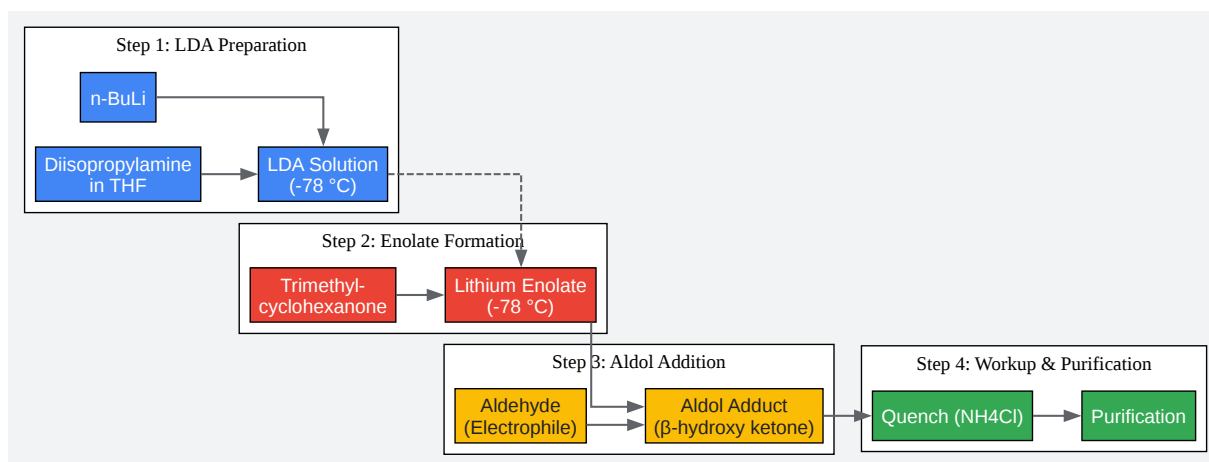 Step 1: LDA Preparation
n-BuLi
Diisopropylamine
in THF
LDA Solution
(-78 °C)
Step 2: Enolate Formation
Trimethyl-
cyclohexanone
Lithium Enolate
(-78 °C)
Step 3: Aldol Addition
Aldehyde
(Electrophile)
Aldol Adduct
(β-hydroxy ketone)
Step 4: Workup & Purification
Quench (NH4Cl)
Purification